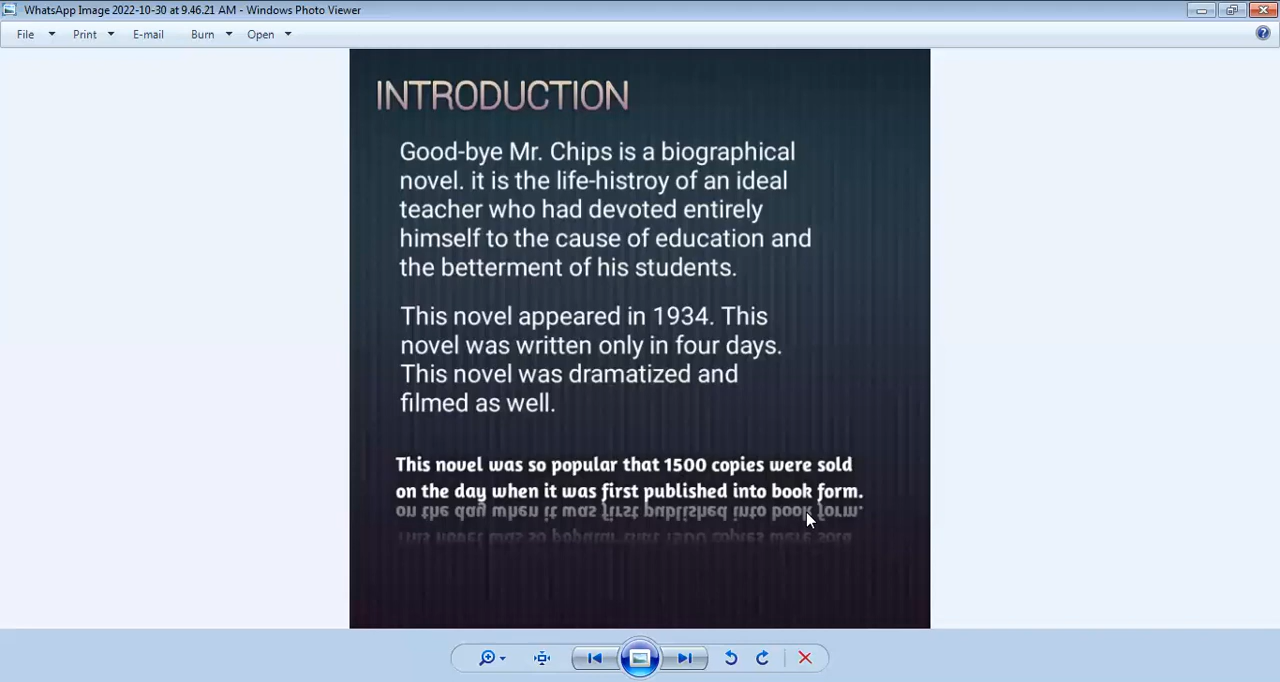 WhatsApp Image 2022-10-30 at 9.46.21 AM - Windows Photo Viewer
File Print E-mail Burn Open
INTRODUCTION
Good-bye Mr. Chips is a biographical
novel. it is the life-histroy of an ideal
teacher who had devoted entirely
himself to the cause of education and
the betterment of his students.
This novel appeared in 1934. This
novel was written only in four days.
This novel was dramatized and
filmed as well.
This novel was so popular that 1500 copies were sold
on the day when it was first published into book form.